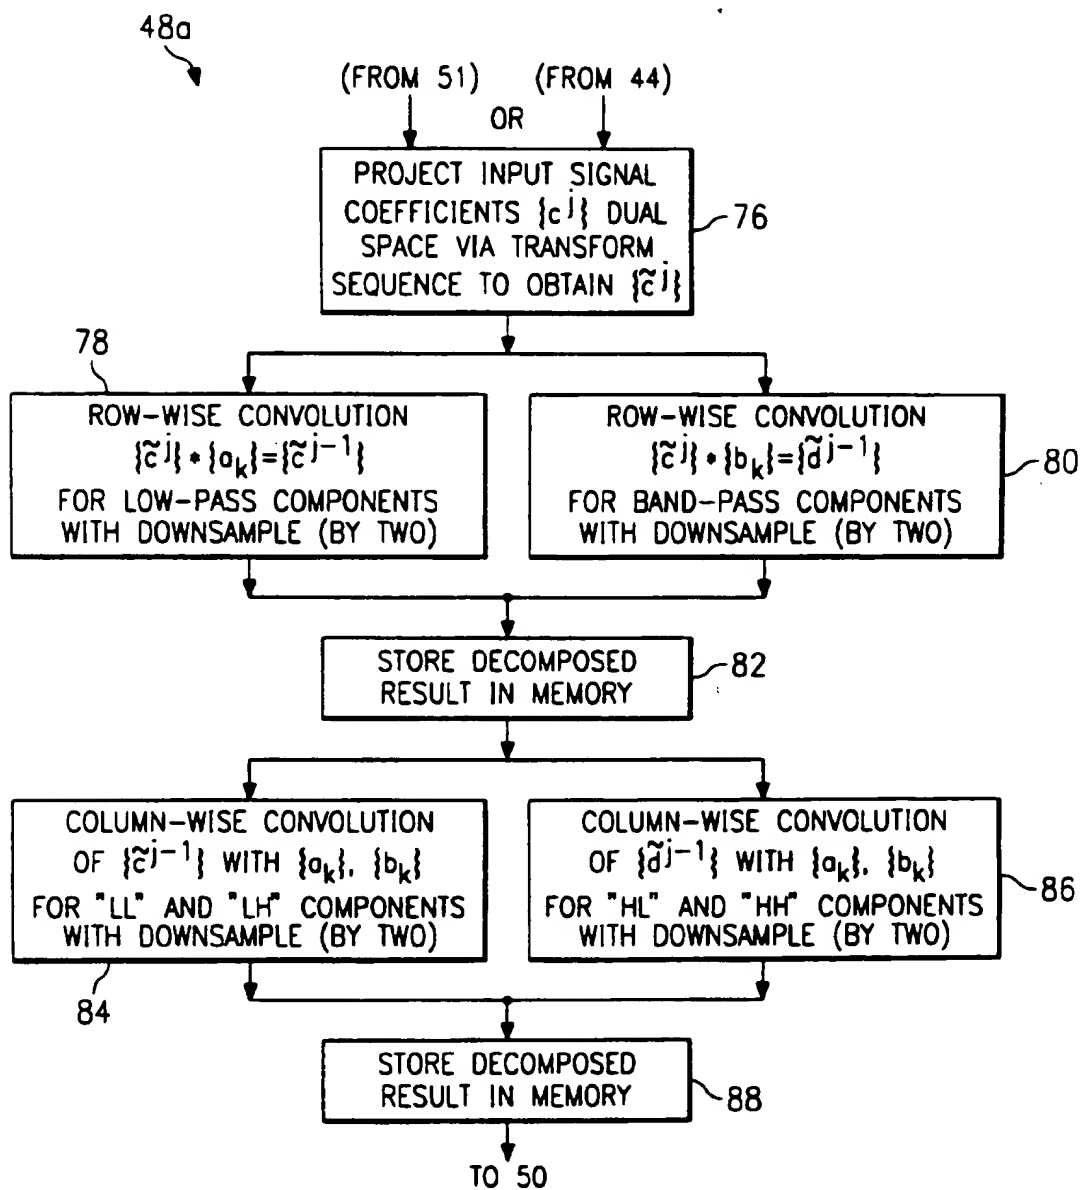 48a
(FROM 51) (FROM 44)
OR
PROJECT INPUT SIGNAL
COEFFICIENTS {c^j} DUAL
SPACE VIA TRANSFORM
SEQUENCE TO OBTAIN {c̃^j}
76
78
ROW-WISE CONVOLUTION
{c̃^j} * {a_k}={c̃^j-1}
FOR LOW-PASS COMPONENTS
WITH DOWNSAMPLE (BY TWO)
ROW-WISE CONVOLUTION
{c̃^j} * {b_k}={d̃^j-1}
FOR BAND-PASS COMPONENTS
WITH DOWNSAMPLE (BY TWO)
80
STORE DECOMPOSED
RESULT IN MEMORY
82
COLUMN-WISE CONVOLUTION
OF {c̃^j-1} WITH {a_k}, {b_k}
FOR "LL" AND "LH" COMPONENTS
WITH DOWNSAMPLE (BY TWO)
84
COLUMN-WISE CONVOLUTION
OF {d̃^j-1} WITH {a_k}, {b_k}
FOR "HL" AND "HH" COMPONENTS
WITH DOWNSAMPLE (BY TWO)
86
STORE DECOMPOSED
RESULT IN MEMORY
88
TO 50